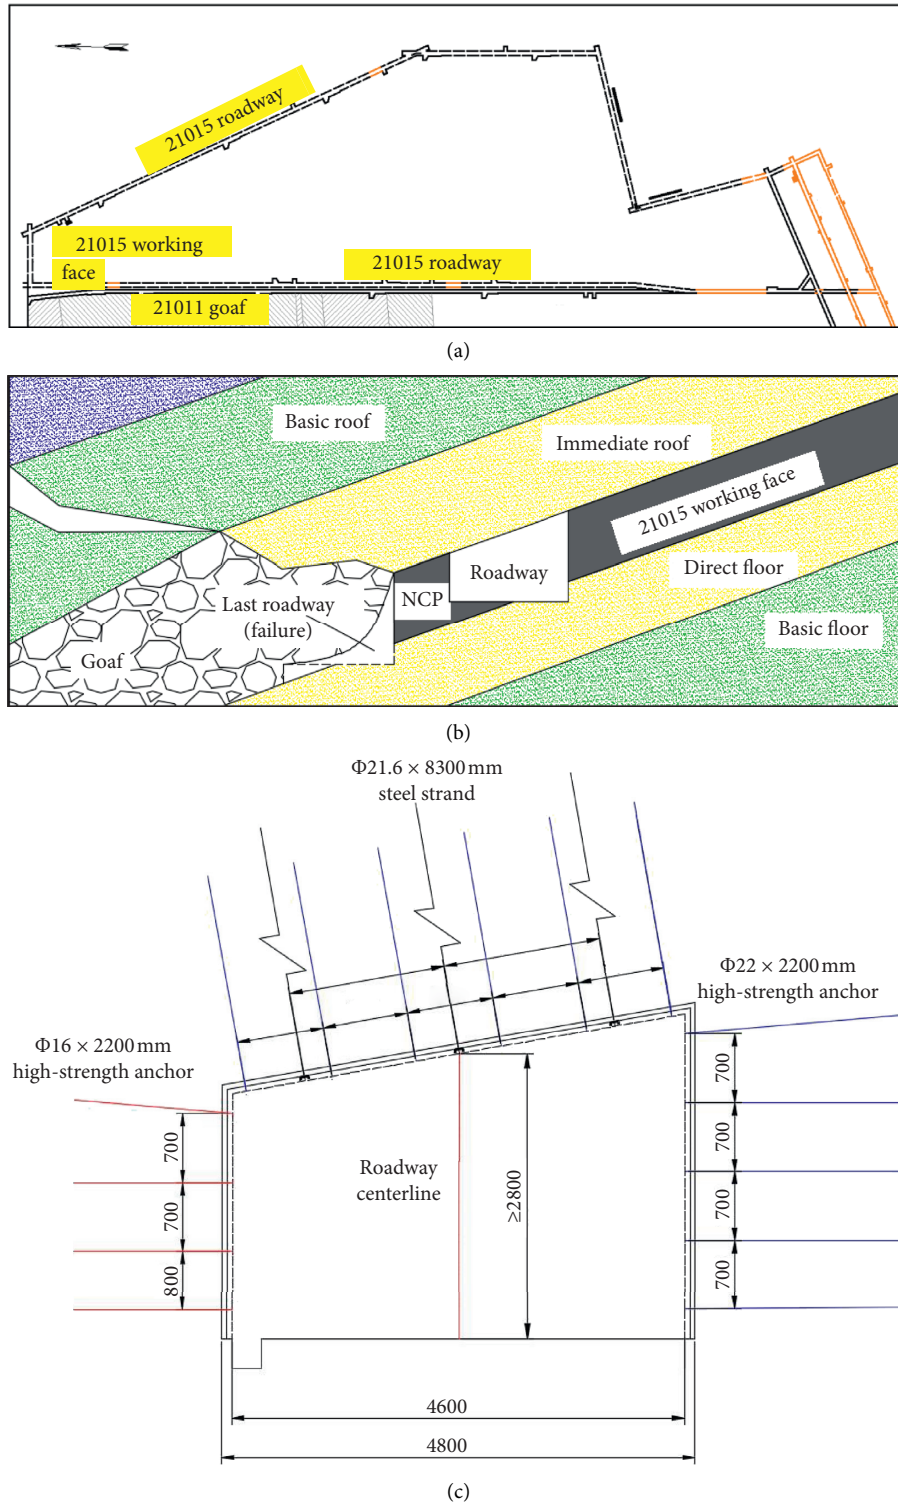 21015 roadway
21015 working
face
21015 roadway
21011 goaf
(a)
Basic roof
Immediate roof
21015 working face
Roadway
Direct floor
NCP
Last roadway
(failure)
Basic floor
Goaf
(b)
Φ21.6 × 8300 mm
steel strand
Φ22 × 2200 mm
high-strength anchor
Φ16 × 2200 mm
high-strength anchor
700
700
800
Roadway
centerline
≥2800
700
700
700
700
4600
4800
(c)